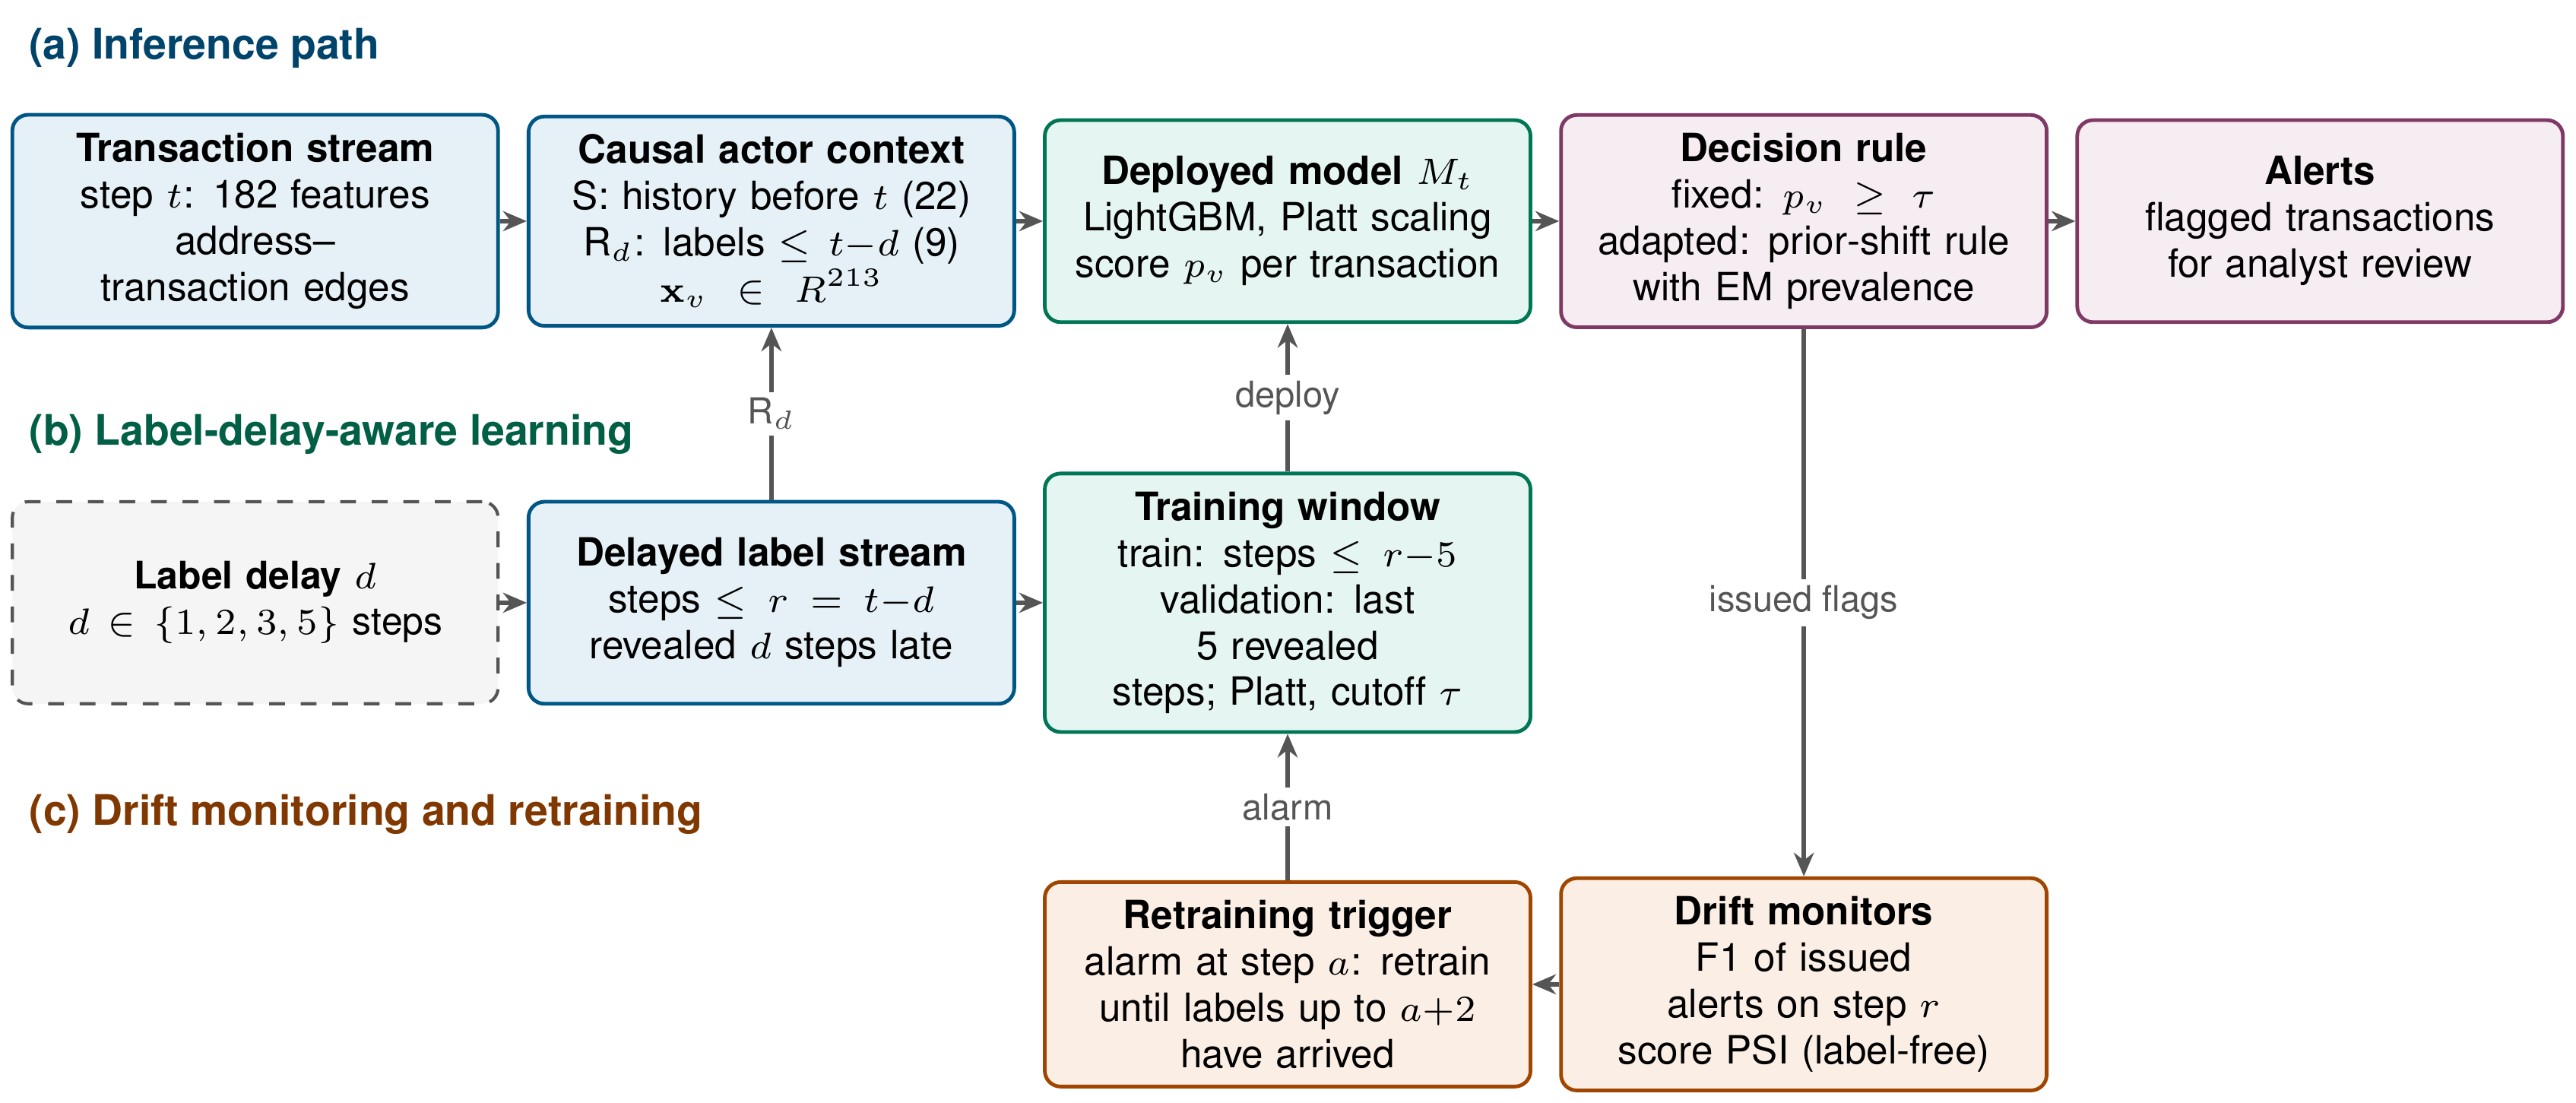 (a) Inference path
Transaction stream
step t: 182 features
address–
transaction edges
Causal actor context
S: history before t (22)
R_d: labels ≤ t−d (9)
x_v ∈ R^213
Deployed model M_t
LightGBM, Platt scaling
score p_v per transaction
Decision rule
fixed: p_v ≥ τ
adapted: prior-shift rule
with EM prevalence
Alerts
flagged transactions
for analyst review
R_d
deploy
(b) Label-delay-aware learning
Label delay d
d ∈ {1, 2, 3, 5} steps
Delayed label stream
steps ≤ r = t−d
revealed d steps late
Training window
train: steps ≤ r−5
validation: last
5 revealed
steps; Platt, cutoff τ
issued flags
(c) Drift monitoring and retraining
alarm
Retraining trigger
alarm at step a: retrain
until labels up to a+2
have arrived
Drift monitors
F1 of issued
alerts on step r
score PSI (label-free)